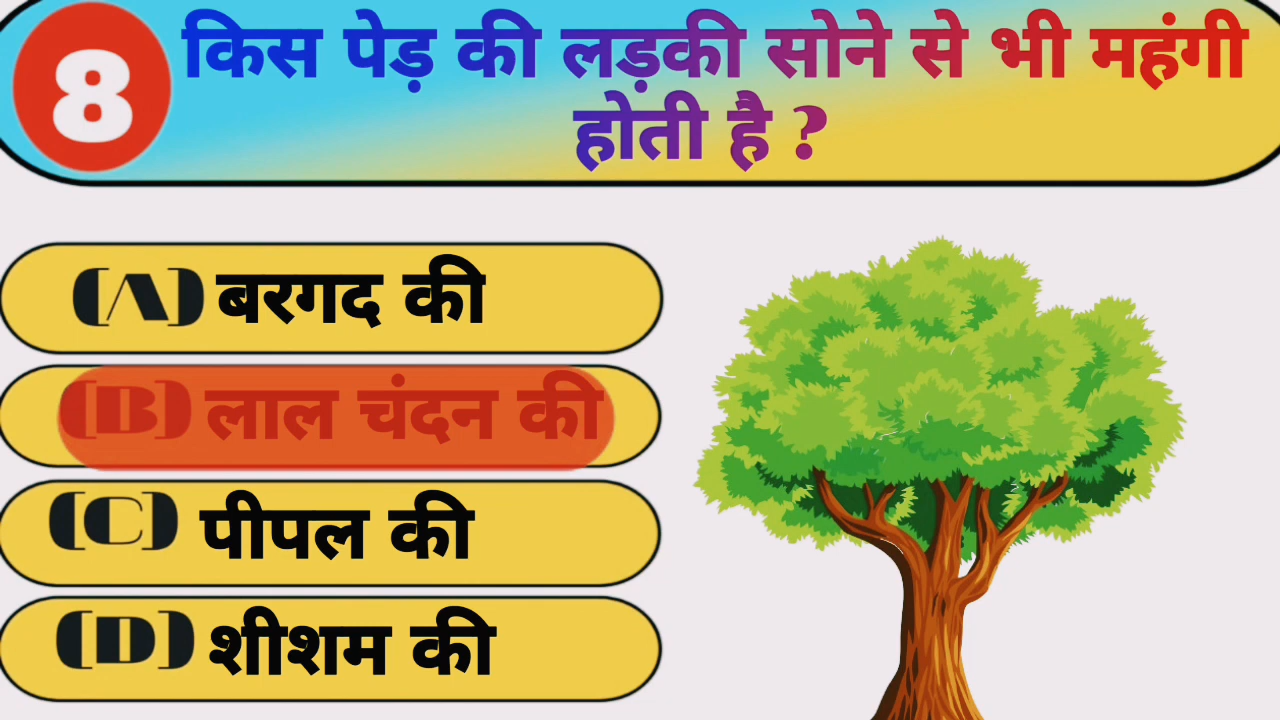 8 किस पेड़ की लड़की सोने से भी महंगी
होती है ?
(A) बरगद की
(B) लाल चंदन की
(C) पीपल की
(D) शीशम की